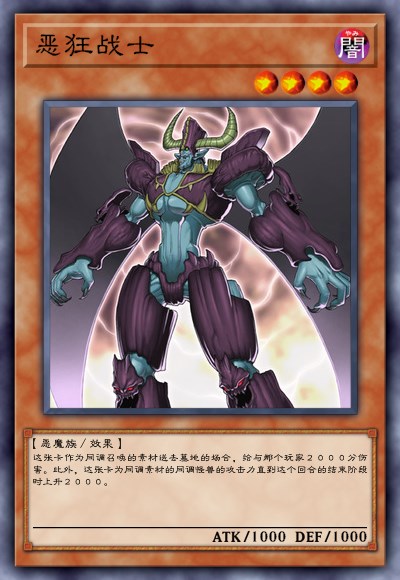 恶狂战士
やみ
闇
【恶魔族／效果】
这张卡作为同调召唤的素材送去墓地的场合，给与那个玩家２０００分伤
害。此外，这张卡为同调素材的同调怪兽的攻击力直到这个回合的结束阶段
时上升２０００。
ATK/1000 DEF/1000